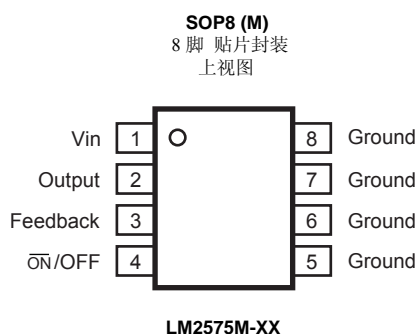 SOP8 (M)
8 脚 贴片封装
上视图
Vin 1 8 Ground
Output 2 7 Ground
Feedback 3 6 Ground
O̅N̅/OFF 4 5 Ground
LM2575M-XX